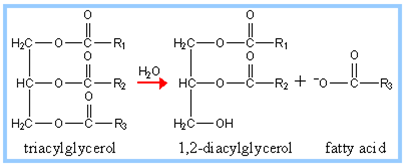 O O
H₂C—O—C—R₁ H₂C—O—C—R₁
O H₂O O O
HC—O—C—R₂ HC—O—C—R₂ + ⁻O—C—R₃
O
H₂C—O—C—R₃ H₂C—OH
triacylglycerol 1,2-diacylglycerol fatty acid